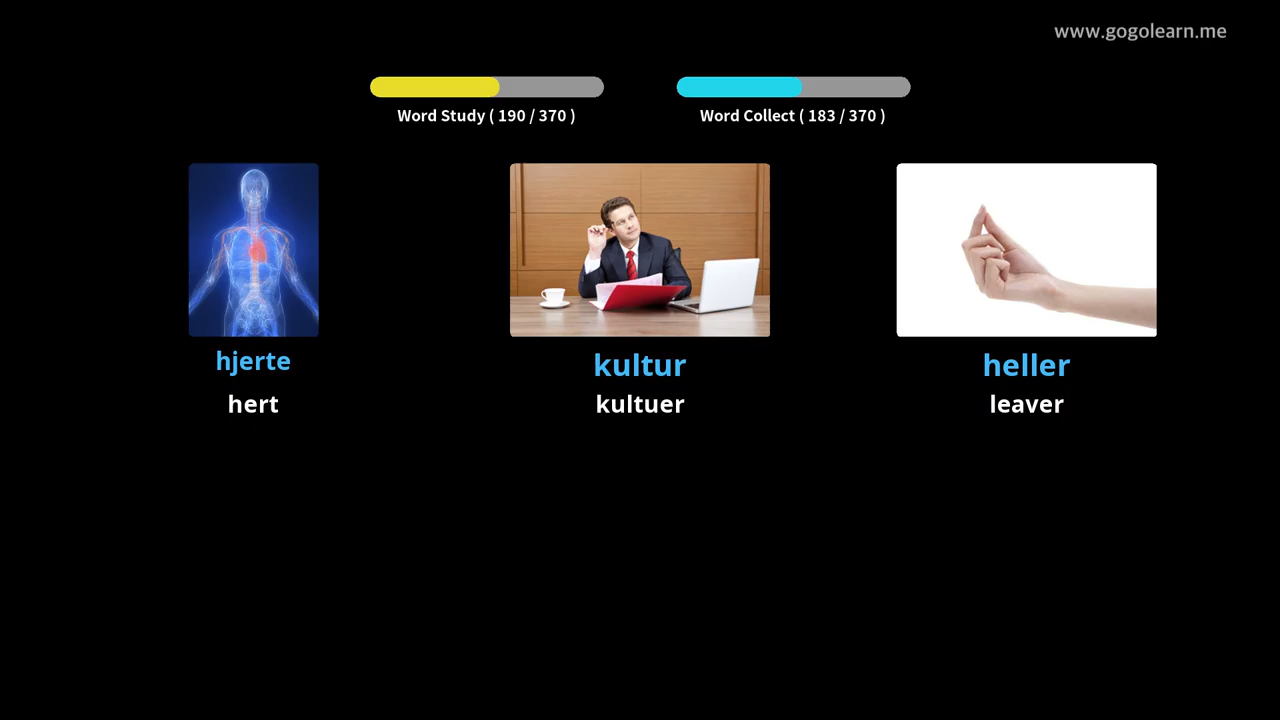 www.gogolearn.me
Word Study ( 190 / 370 )
Word Collect ( 183 / 370 )
hjerte
kultur
heller
hert
kultuer
leaver